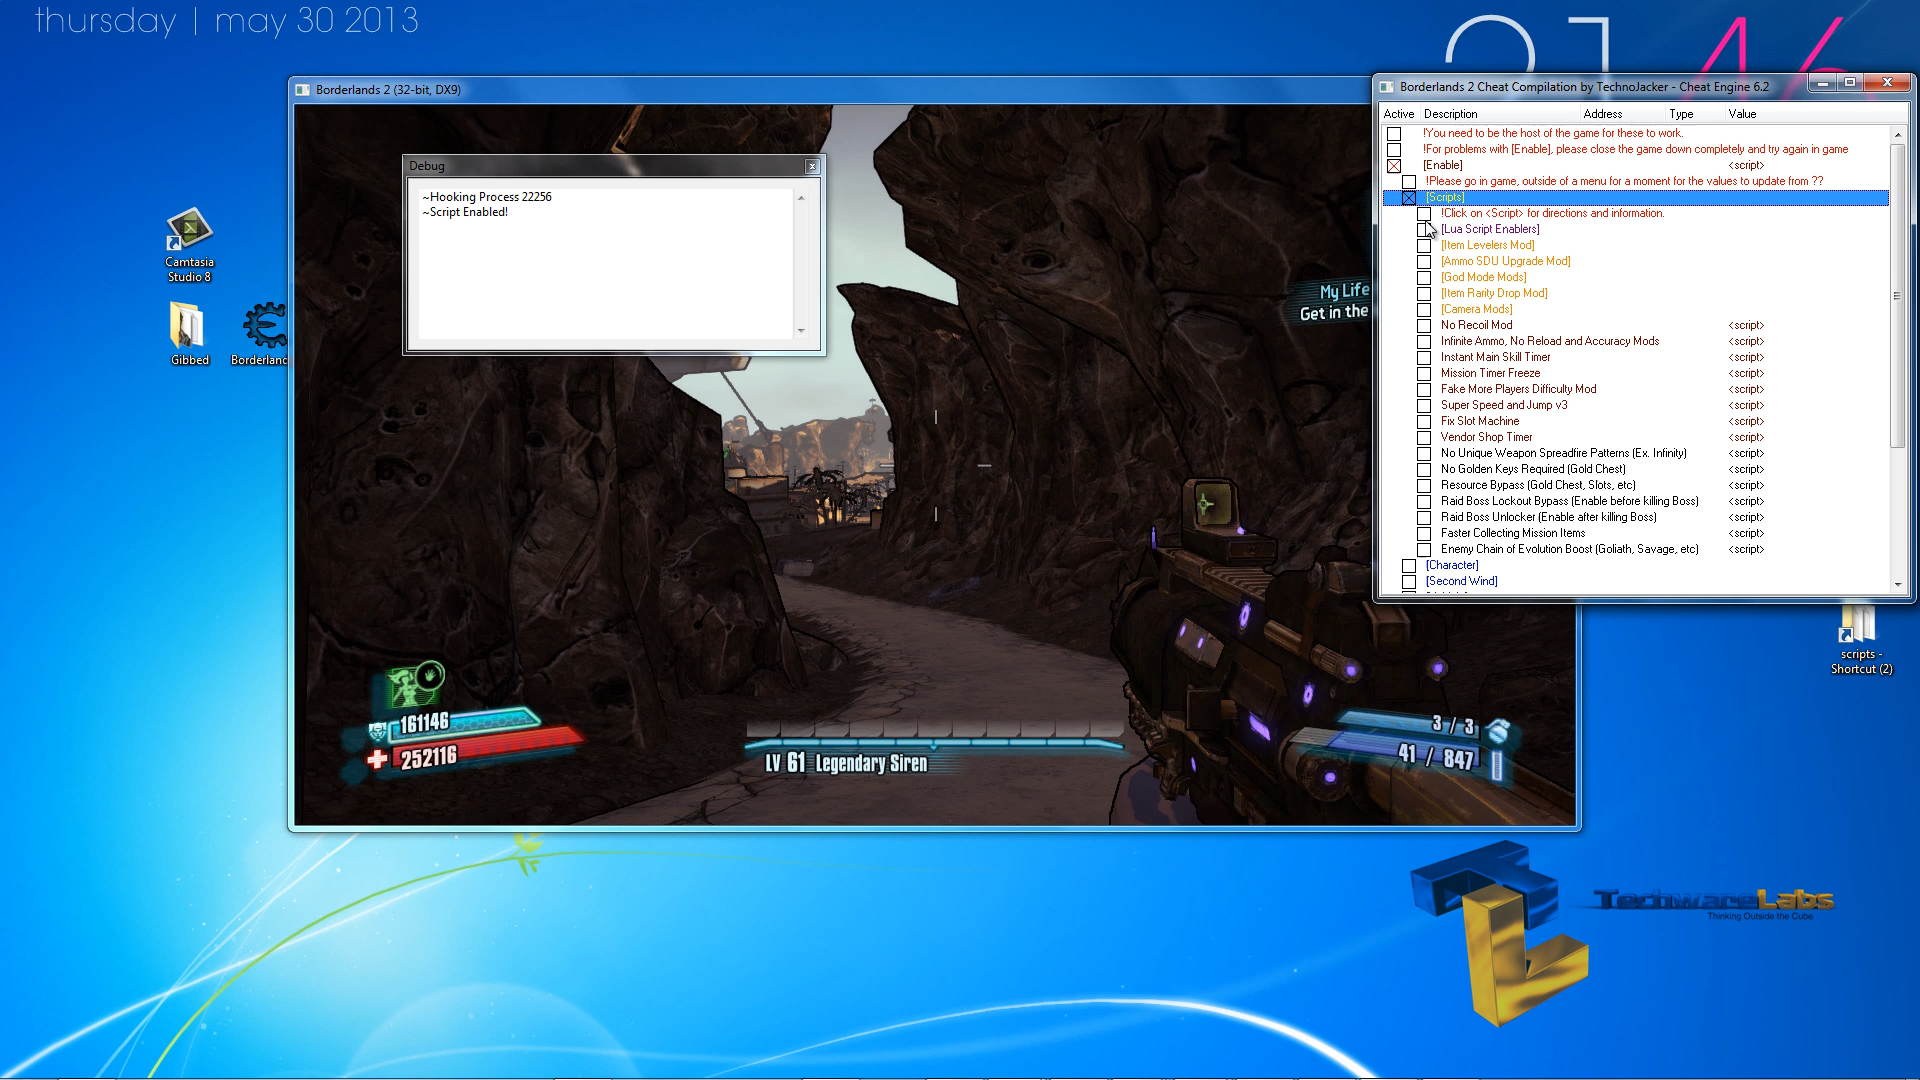 thursday | may 30 2013
21 46
Borderlands 2 (32-bit, DX9)
Debug
~Hooking Process 22256
~Script Enabled!
Camtasia
Studio 8
Gibbed
Borderland
My Life
Get in the
161146
252116
LV 61 Legendary Siren
3 / 3
41 / 847
Borderlands 2 Cheat Compilation by TechnoJacker - Cheat Engine 6.2
Active Description Address Type Value
!You need to be the host of the game for these to work.
!For problems with [Enable], please close the game down completely and try again in game
[Enable] <script>
!Please go in game, outside of a menu for a moment for the values to update from ??
[Scripts]
!Click on <Script> for directions and information.
[Lua Script Enablers]
[Item Levelers Mod]
[Ammo SDU Upgrade Mod]
[God Mode Mods]
[Item Rarity Drop Mod]
[Camera Mods]
No Recoil Mod <script>
Infinite Ammo, No Reload and Accuracy Mods <script>
Instant Main Skill Timer <script>
Mission Timer Freeze <script>
Fake More Players Difficulty Mod <script>
Super Speed and Jump v3 <script>
Fix Slot Machine <script>
Vendor Shop Timer <script>
No Unique Weapon Spreadfire Patterns (Ex. Infinity) <script>
No Golden Keys Required (Gold Chest) <script>
Resource Bypass (Gold Chest, Slots, etc) <script>
Raid Boss Lockout Bypass (Enable before killing Boss) <script>
Raid Boss Unlocker (Enable after killing Boss) <script>
Faster Collecting Mission Items <script>
Enemy Chain of Evolution Boost (Goliath, Savage, etc) <script>
[Character]
[Second Wind]
scripts -
Shortcut (2)
TechwareLabs
Thinking Outside the Cube